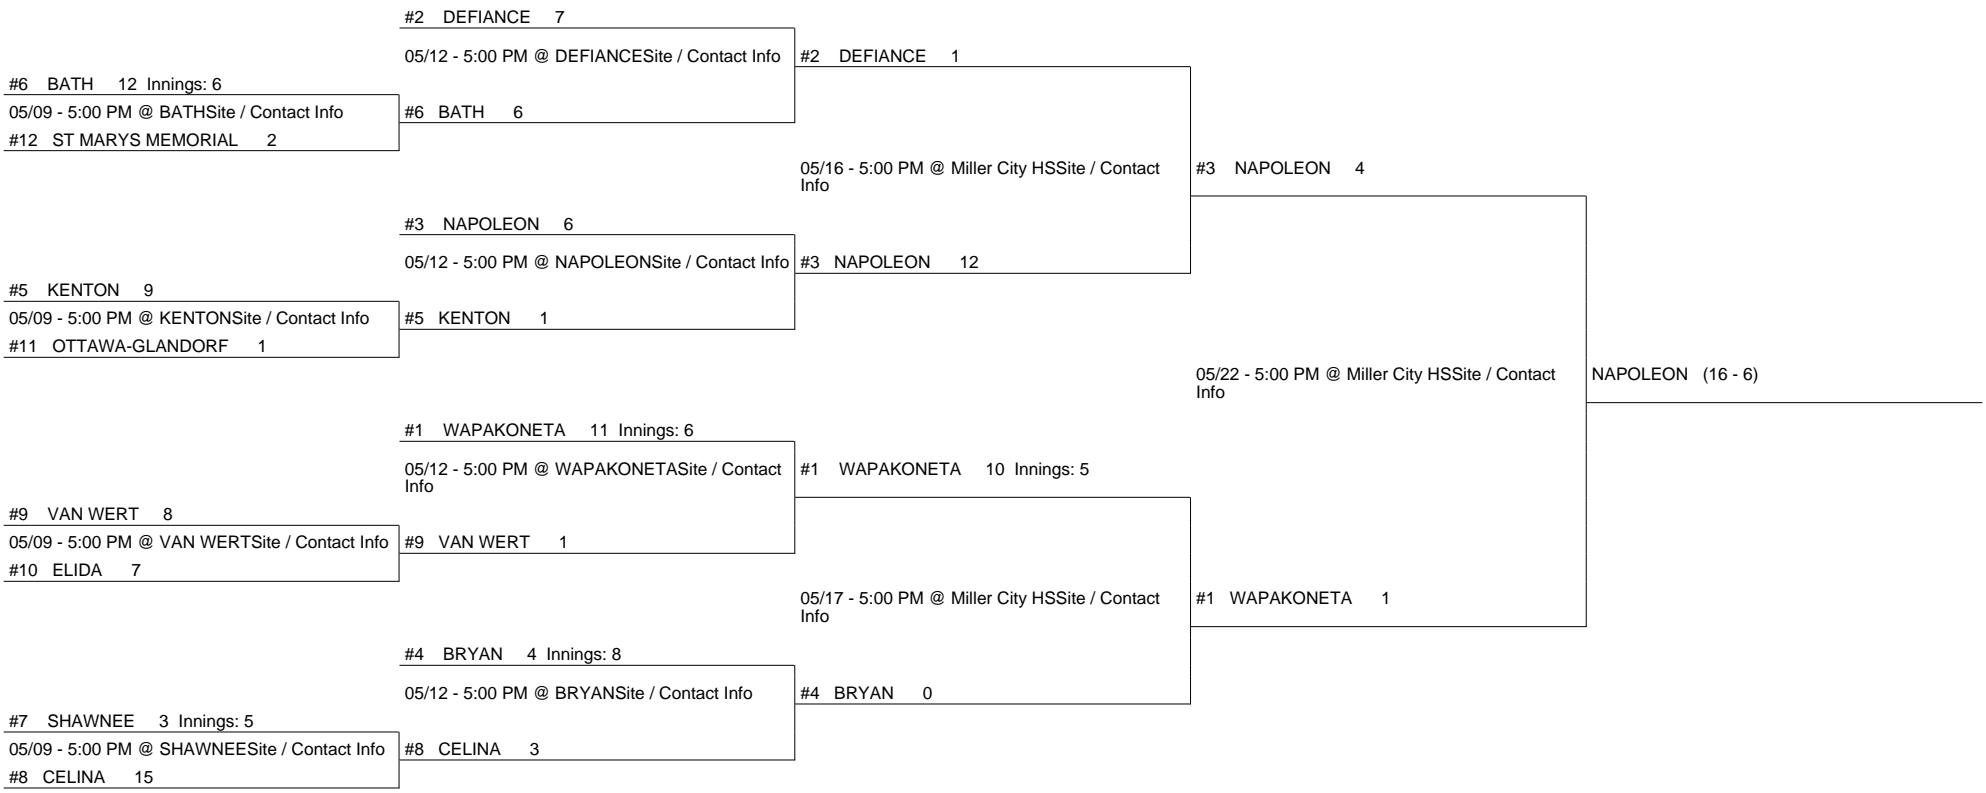 #2 DEFIANCE 7
05/12 - 5:00 PM @ DEFIANCESite / Contact Info
#2 DEFIANCE 1
#6 BATH 12 Innings: 6
05/09 - 5:00 PM @ BATHSite / Contact Info
#6 BATH 6
#12 ST MARYS MEMORIAL 2
05/16 - 5:00 PM @ Miller City HSSite / Contact
Info
#3 NAPOLEON 4
#3 NAPOLEON 6
05/12 - 5:00 PM @ NAPOLEONSite / Contact Info
#3 NAPOLEON 12
#5 KENTON 9
05/09 - 5:00 PM @ KENTONSite / Contact Info
#5 KENTON 1
#11 OTTAWA-GLANDORF 1
05/22 - 5:00 PM @ Miller City HSSite / Contact
Info
NAPOLEON (16 - 6)
#1 WAPAKONETA 11 Innings: 6
05/12 - 5:00 PM @ WAPAKONETASite / Contact
Info
#1 WAPAKONETA 10 Innings: 5
#9 VAN WERT 8
05/09 - 5:00 PM @ VAN WERTSite / Contact Info
#9 VAN WERT 1
#10 ELIDA 7
05/17 - 5:00 PM @ Miller City HSSite / Contact
Info
#1 WAPAKONETA 1
#4 BRYAN 4 Innings: 8
05/12 - 5:00 PM @ BRYANSite / Contact Info
#4 BRYAN 0
#7 SHAWNEE 3 Innings: 5
05/09 - 5:00 PM @ SHAWNEESite / Contact Info
#8 CELINA 3
#8 CELINA 15